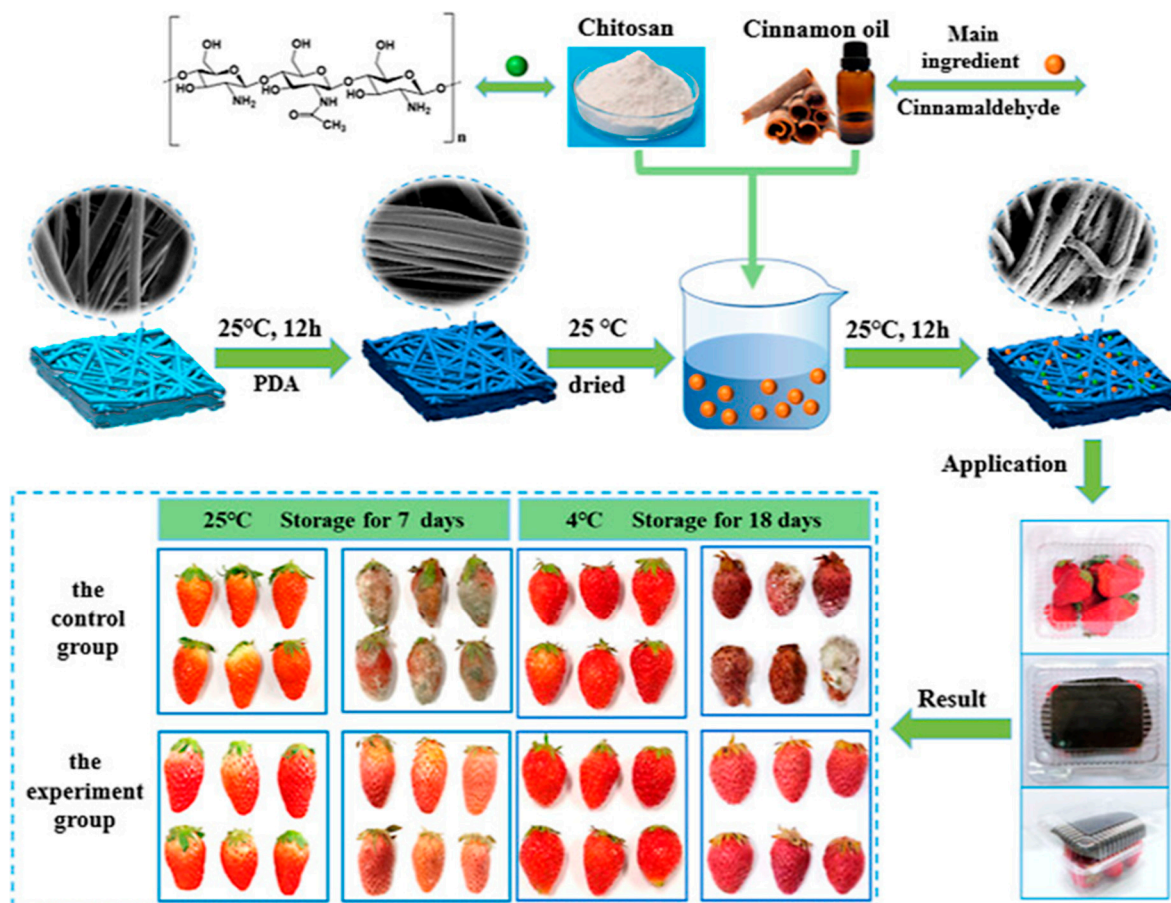 Chitosan
Cinnamon oil
Main
ingredient
Cinnamaldehyde
OH
OH
OH
O
O
O
O
O
O
O
HO
HO
HO
NH2
NH
NH2
O
CH3
n
25°C, 12h
PDA
25 °C
dried
25°C, 12h
Application
25°C Storage for 7 days
4°C Storage for 18 days
the
control
group
Result
the
experiment
group